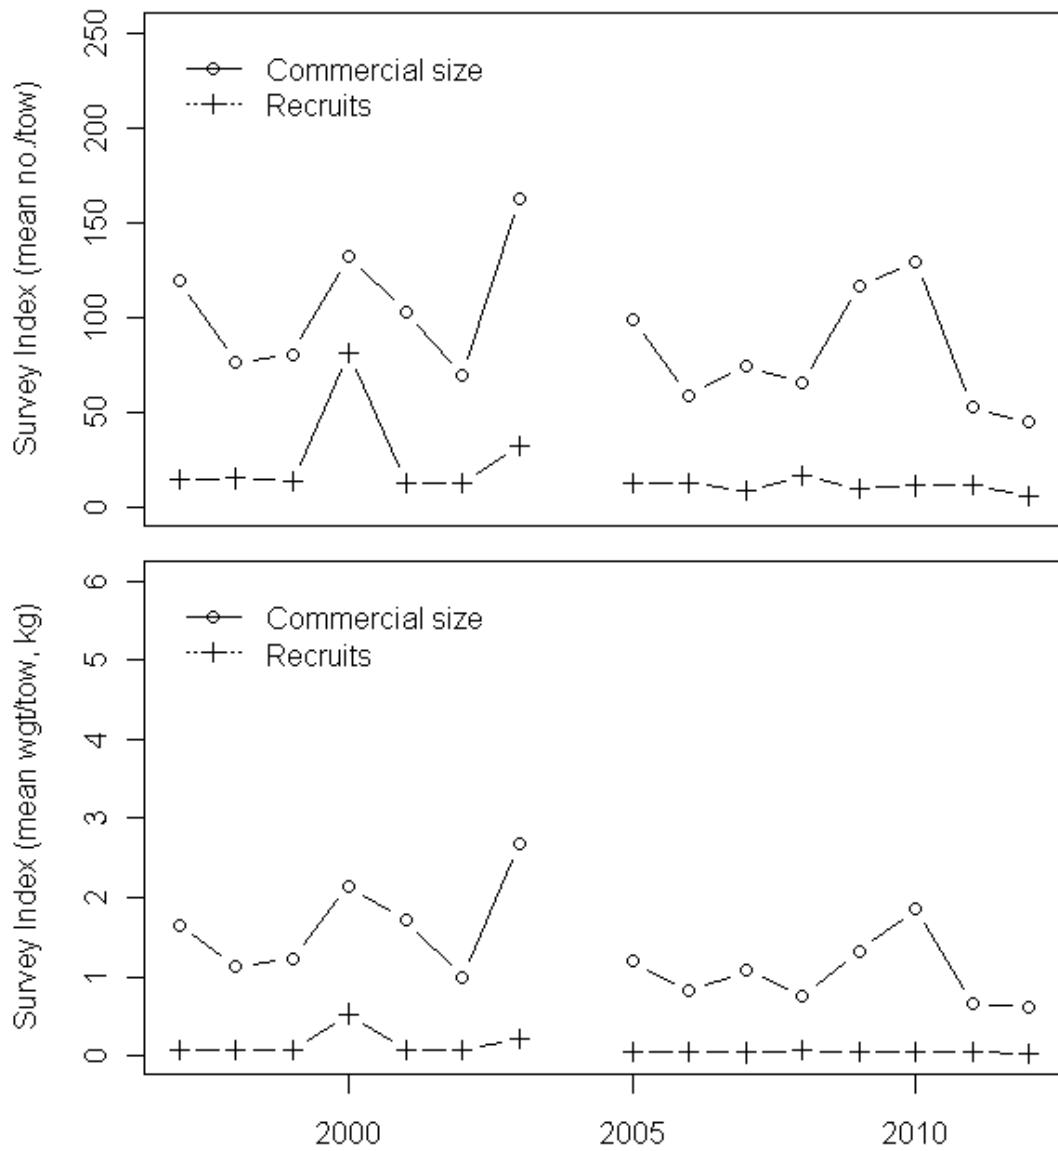 Survey Index (mean no./tow)
250
200
150
100
50
0
Commercial size
Recruits
Survey Index (mean wgt/tow, kg)
6
5
4
3
2
1
0
Commercial size
Recruits
2000
2005
2010